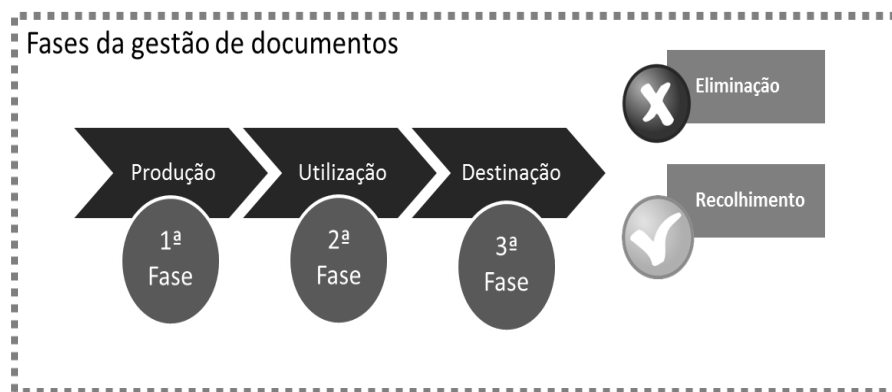 Fases da gestão de documentos
Eliminação
Produção
Utilização
Destinação
Recolhimento
1ª
Fase
2ª
Fase
3ª
Fase